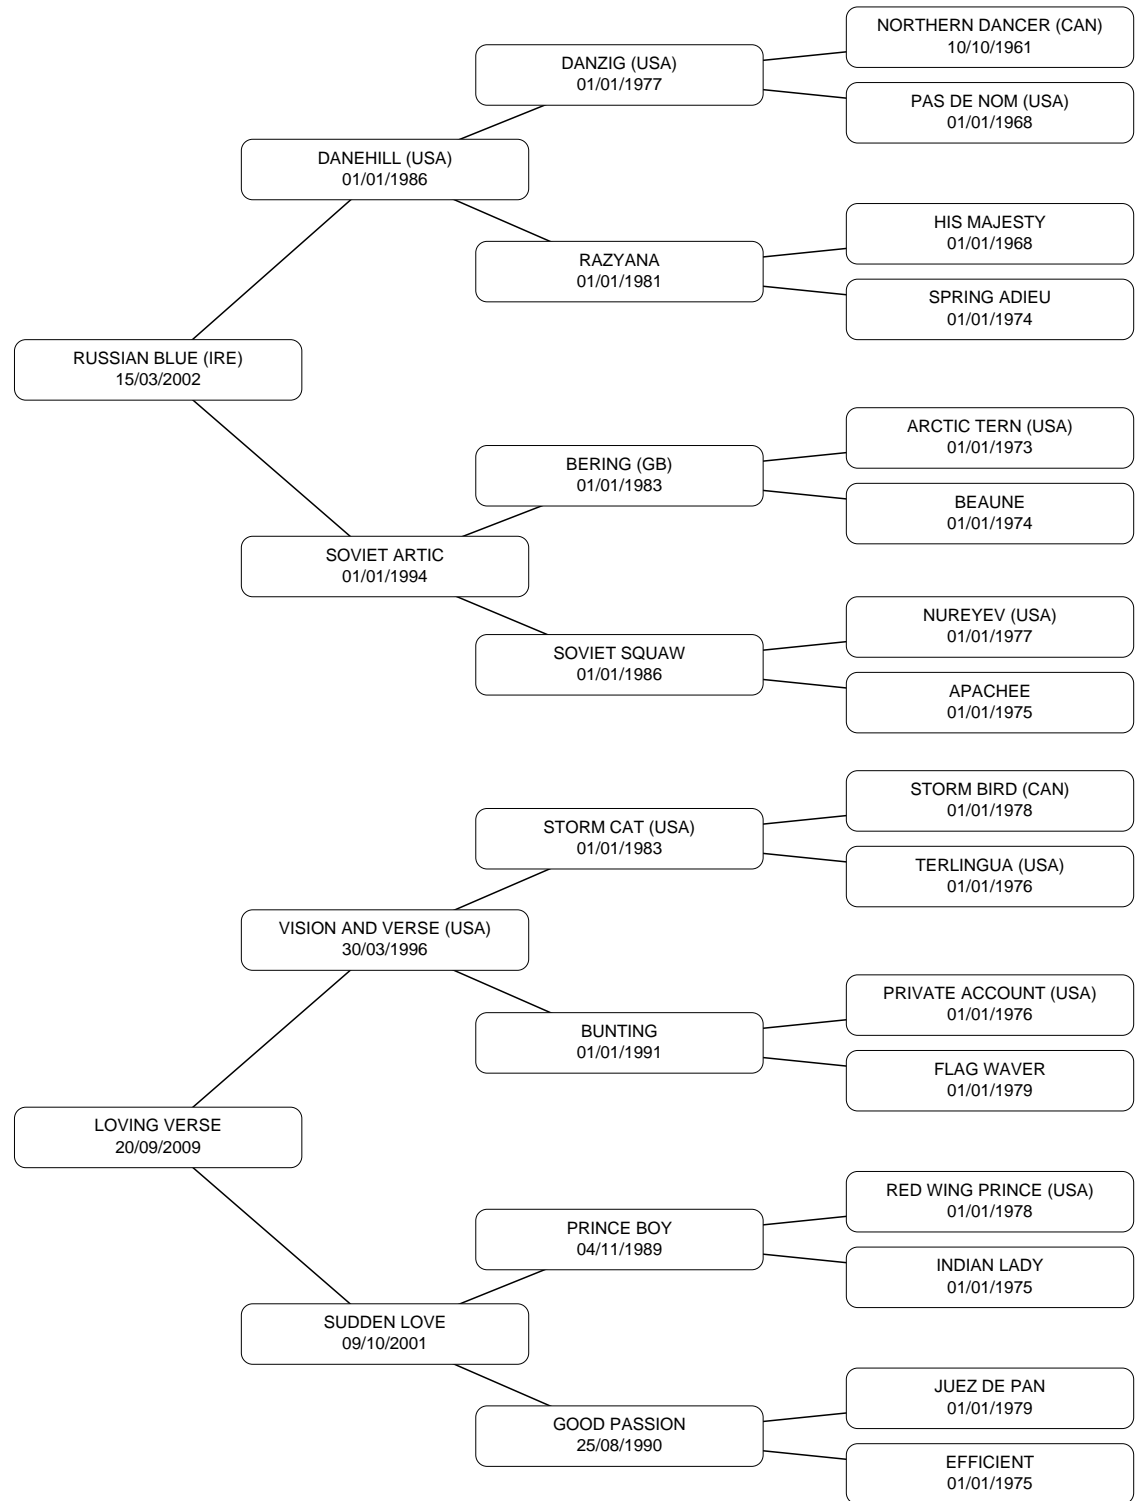 NORTHERN DANCER (CAN)
10/10/1961
DANZIG (USA)
01/01/1977
PAS DE NOM (USA)
01/01/1968
DANEHILL (USA)
01/01/1986
HIS MAJESTY
01/01/1968
RAZYANA
01/01/1981
SPRING ADIEU
01/01/1974
RUSSIAN BLUE (IRE)
15/03/2002
ARCTIC TERN (USA)
01/01/1973
BERING (GB)
01/01/1983
BEAUNE
01/01/1974
SOVIET ARTIC
01/01/1994
NUREYEV (USA)
01/01/1977
SOVIET SQUAW
01/01/1986
APACHEE
01/01/1975
STORM BIRD (CAN)
01/01/1978
STORM CAT (USA)
01/01/1983
TERLINGUA (USA)
01/01/1976
VISION AND VERSE (USA)
30/03/1996
PRIVATE ACCOUNT (USA)
01/01/1976
BUNTING
01/01/1991
FLAG WAVER
01/01/1979
LOVING VERSE
20/09/2009
RED WING PRINCE (USA)
01/01/1978
PRINCE BOY
04/11/1989
INDIAN LADY
01/01/1975
SUDDEN LOVE
09/10/2001
JUEZ DE PAN
01/01/1979
GOOD PASSION
25/08/1990
EFFICIENT
01/01/1975